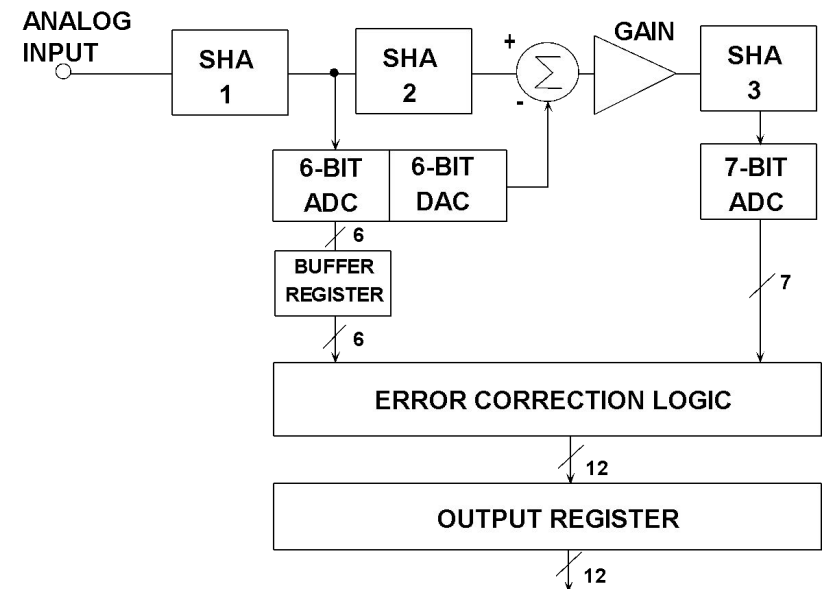 ANALOG
INPUT
SHA
1
SHA
2
+
Σ
-
GAIN
SHA
3
6-BIT
ADC
6-BIT
DAC
7-BIT
ADC
6
BUFFER
REGISTER
6
7
ERROR CORRECTION LOGIC
12
OUTPUT REGISTER
12